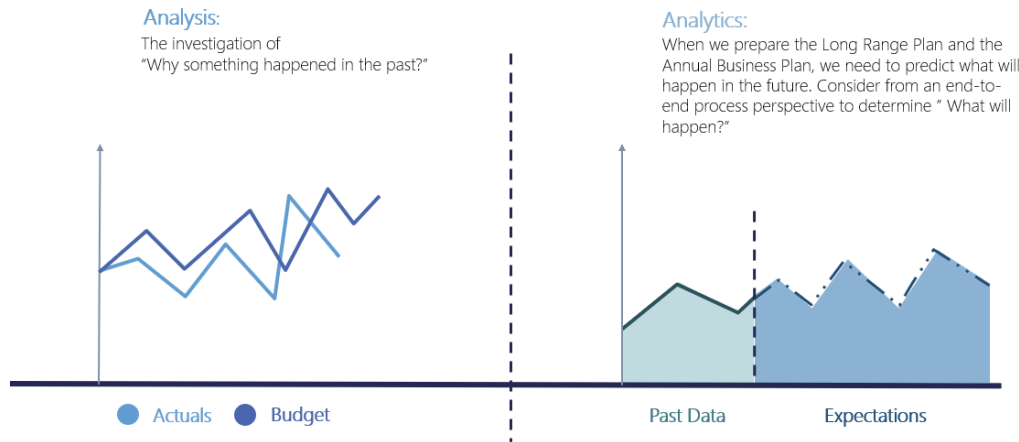 Analysis:
The investigation of
“Why something happened in the past?”
Analytics:
When we prepare the Long Range Plan and the
Annual Business Plan, we need to predict what will
happen in the future. Consider from an end-to-
end process perspective to determine ” What will
happen?”
Actuals
Budget
Past Data
Expectations